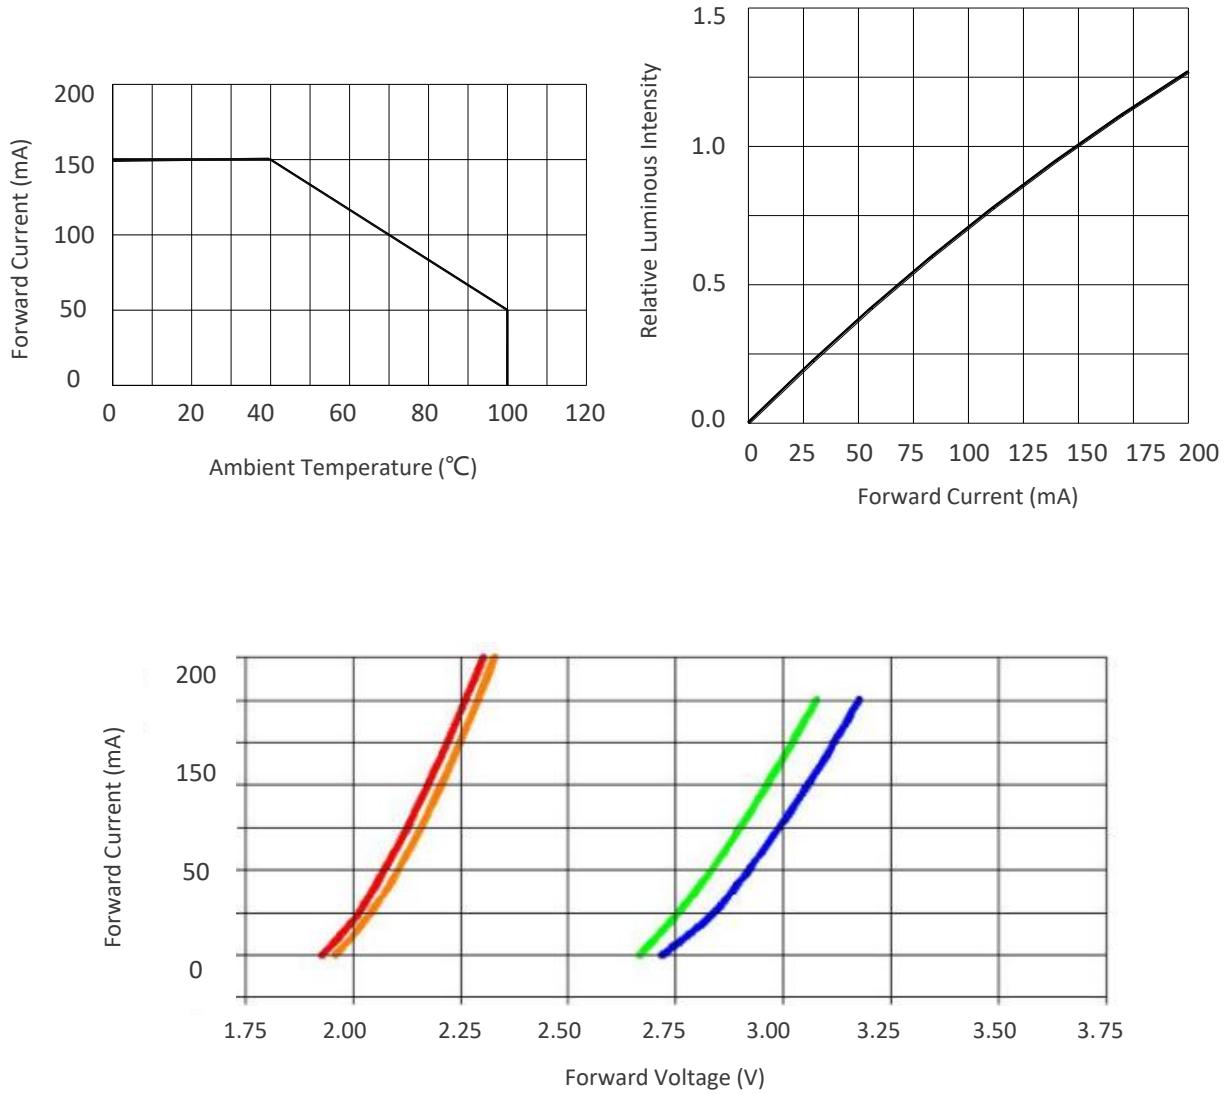 200
150
100
50
0
0 20 40 60 80 100 120
Forward Current (mA)
Ambient Temperature (℃)
1.5
1.0
0.5
0.0
0 25 50 75 100 125 150 175 200
Relative Luminous Intensity
Forward Current (mA)
200
150
50
0
1.75 2.00 2.25 2.50 2.75 3.00 3.25 3.50 3.75
Forward Current (mA)
Forward Voltage (V)